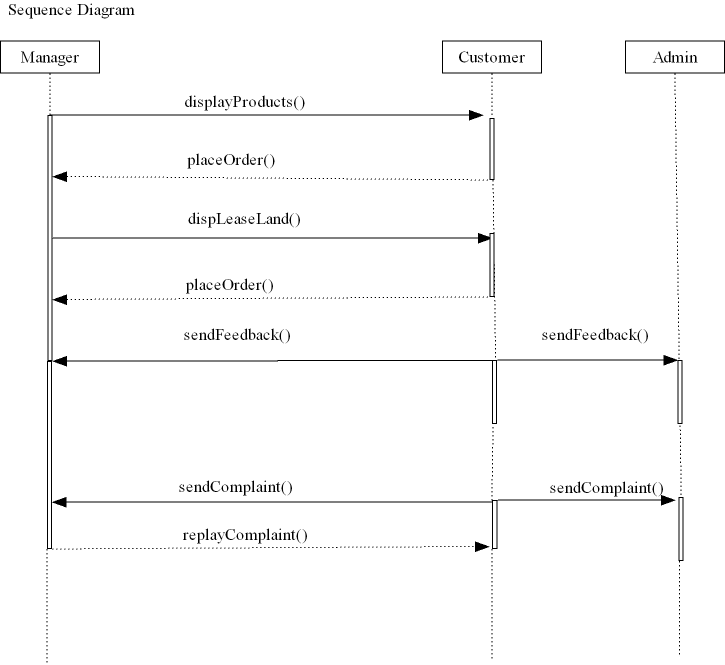 Sequence Diagram
Manager
Customer
Admin
displayProducts()
placeOrder()
dispLeaseLand()
placeOrder()
sendFeedback()
sendFeedback()
sendComplaint()
sendComplaint()
replayComplaint()